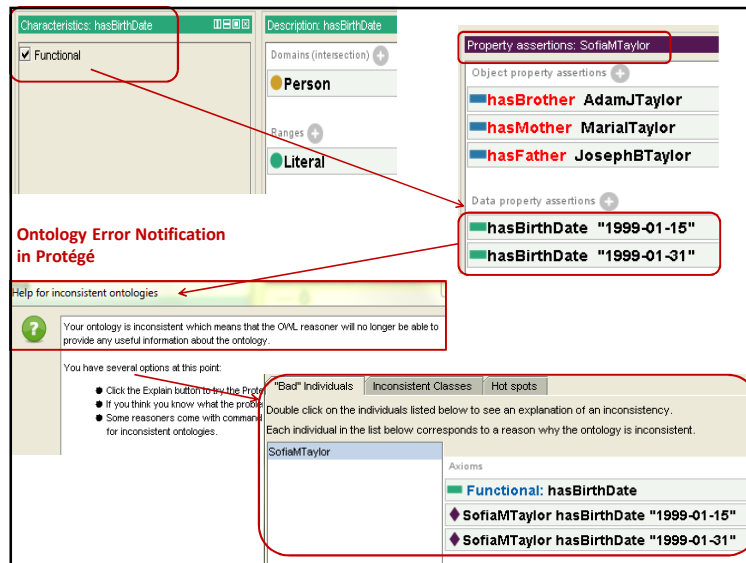 Characteristics: hasBirthDate
Functional
Description: hasBirthDate
Domains (intersection)
Person
Ranges
Literal
Property assertions: SofiaMTaylor
Object property assertions
hasBrother AdamJTaylor
hasMother MarialTaylor
hasFather JosephBTaylor
Data property assertions
hasBirthDate "1999-01-15"
hasBirthDate "1999-01-31"
Ontology Error Notification
in Protégé
Help for inconsistent ontologies
Your ontology is inconsistent which means that the OWL reasoner will no longer be able to
provide any useful information about the ontology.
You have several options at this point:
Click the Explain button to try the Prote
If you think you know what the proble
Some reasoners come with command
for inconsistent ontologies.
"Bad" Individuals
Inconsistent Classes
Hot spots
Double click on the individuals listed below to see an explanation of an inconsistency.
Each individual in the list below corresponds to a reason why the ontology is inconsistent.
SofiaMTaylor
Axioms
Functional: hasBirthDate
SofiaMTaylor hasBirthDate "1999-01-15"
SofiaMTaylor hasBirthDate "1999-01-31"